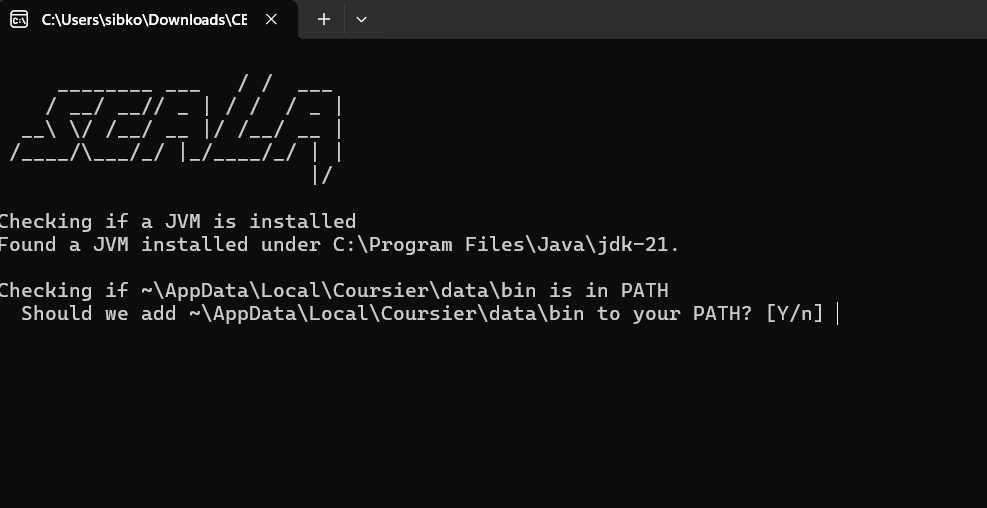 C:\Users\sibko\Downloads\CE
SCALA
Checking if a JVM is installed
Found a JVM installed under C:\Program Files\Java\jdk-21.
Checking if ~\AppData\Local\Coursier\data\bin is in PATH
Should we add ~\AppData\Local\Coursier\data\bin to your PATH? [Y/n]